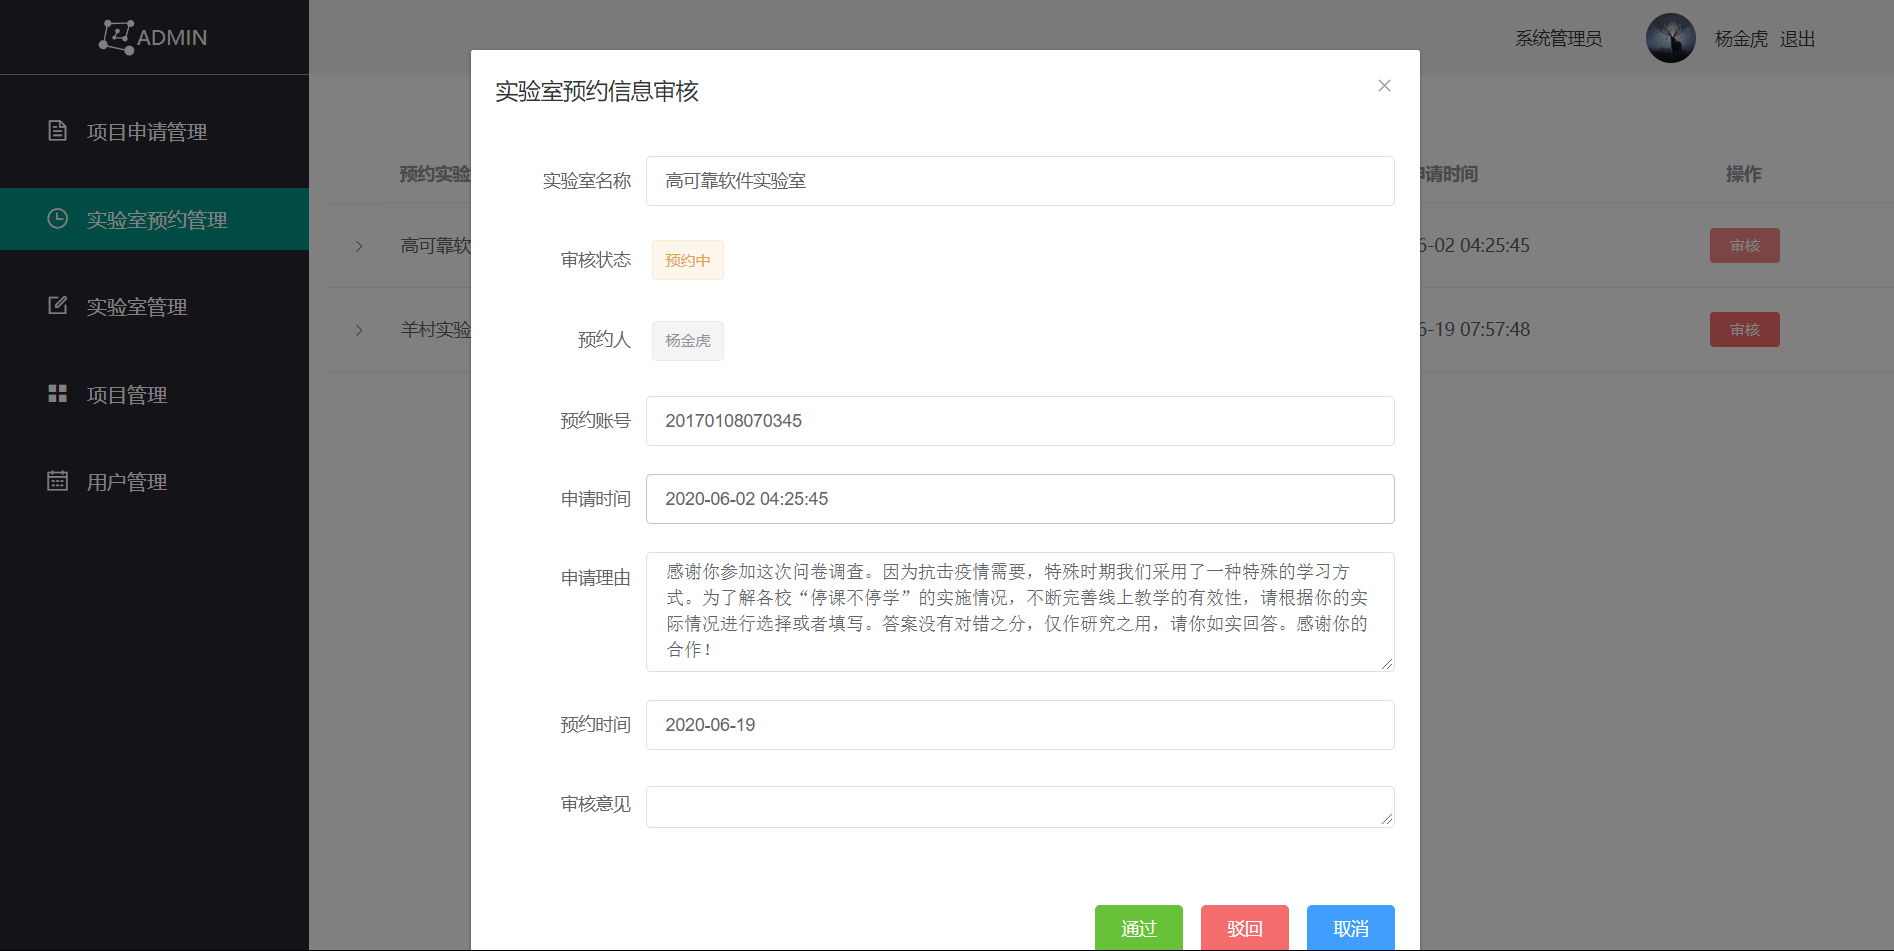 ADMIN
系统管理员
杨金虎 退出
项目申请管理
实验室预约管理
实验室管理
项目管理
用户管理
预约实验
申请时间
操作
高可靠软
6-02 04:25:45
审核
羊村实验
6-19 07:57:48
审核
实验室预约信息审核
实验室名称 高可靠软件实验室
审核状态 预约中
预约人 杨金虎
预约账号 20170108070345
申请时间 2020-06-02 04:25:45
申请理由 感谢你参加这次问卷调查。因为抗击疫情需要，特殊时期我们采用了一种特殊的学习方
式。为了解各校“停课不停学”的实施情况，不断完善线上教学的有效性，请根据你的实
际情况进行选择或者填写。答案没有对错之分，仅作研究之用，请你如实回答。感谢你的
合作！
预约时间 2020-06-19
审核意见
通过 驳回 取消